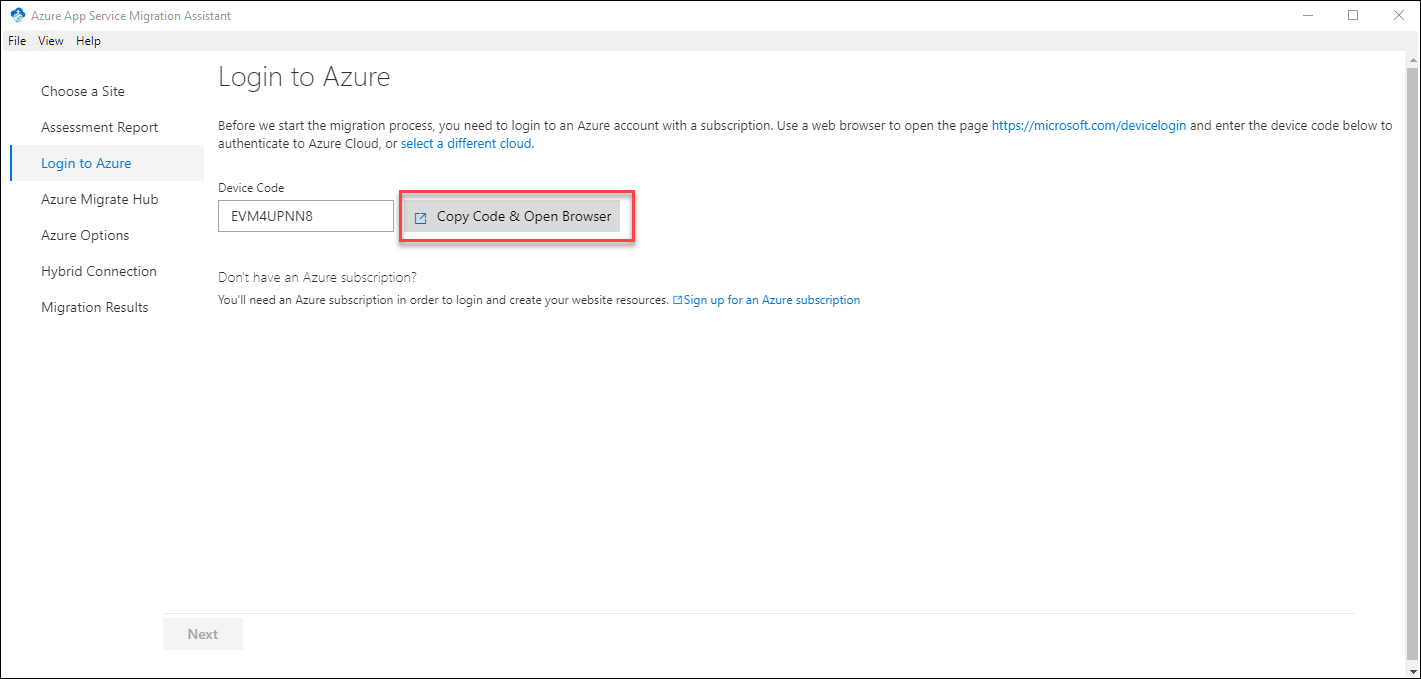 Azure App Service Migration Assistant
File View Help
Choose a Site
Assessment Report
Login to Azure
Azure Migrate Hub
Azure Options
Hybrid Connection
Migration Results
Login to Azure
Before we start the migration process, you need to login to an Azure account with a subscription. Use a web browser to open the page https://microsoft.com/devicelogin and enter the device code below to
authenticate to Azure Cloud, or select a different cloud.
Device Code
EVM4UPNN8
Copy Code & Open Browser
Don't have an Azure subscription?
You'll need an Azure subscription in order to login and create your website resources. Sign up for an Azure subscription
Next